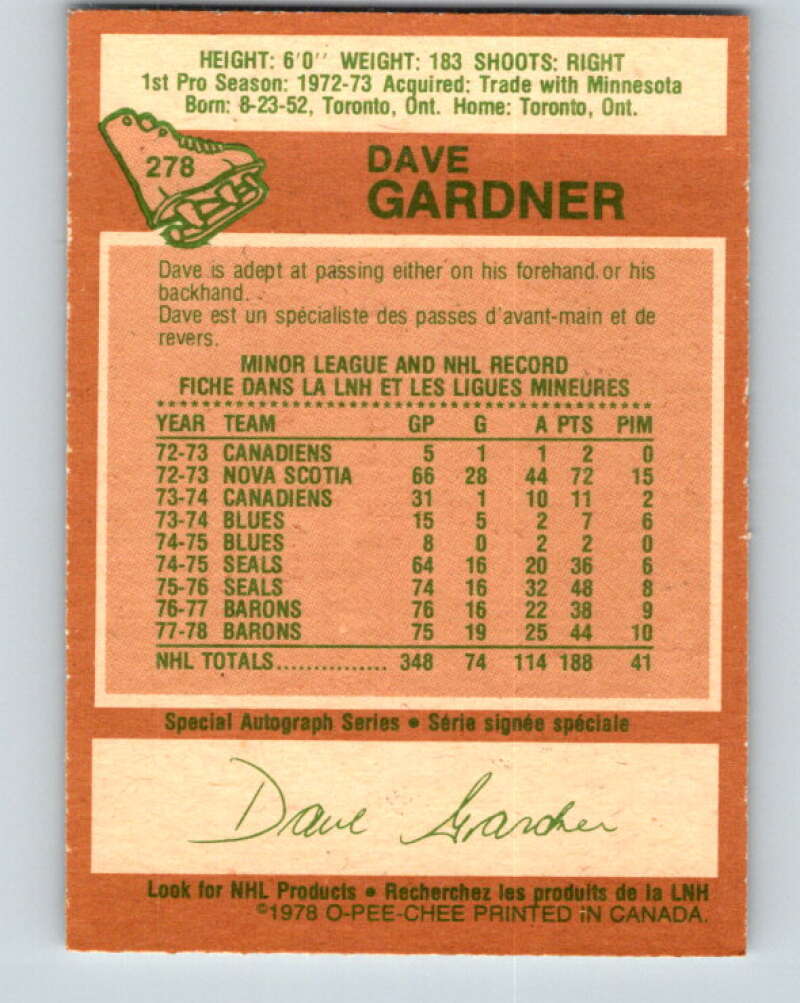 HEIGHT: 6'0'' WEIGHT: 183 SHOOTS: RIGHT
1st Pro Season: 1972-73 Acquired: Trade with Minnesota
Born: 8-23-52, Toronto, Ont. Home: Toronto, Ont.
278
DAVE
GARDNER
Dave is adept at passing either on his forehand or his
backhand.
Dave est un spécialiste des passes d'avant-main et de
revers.
MINOR LEAGUE AND NHL RECORD
FICHE DANS LA LNH ET LES LIGUES MINEURES
YEAR TEAM GP G A PTS PIM
72-73 CANADIENS 5 1 1 2 0
72-73 NOVA SCOTIA 66 28 44 72 15
73-74 CANADIENS 31 1 10 11 2
73-74 BLUES 15 5 2 7 6
74-75 BLUES 8 0 2 2 0
74-75 SEALS 64 16 20 36 6
75-76 SEALS 74 16 32 48 8
76-77 BARONS 76 16 22 38 9
77-78 BARONS 75 19 25 44 10
NHL TOTALS............... 348 74 114 188 41
Special Autograph Series • Série signée spéciale
Dave Gardner
Look for NHL Products • Recherchez les produits de la LNH
©1978 O-PEE-CHEE PRINTED IN CANADA.